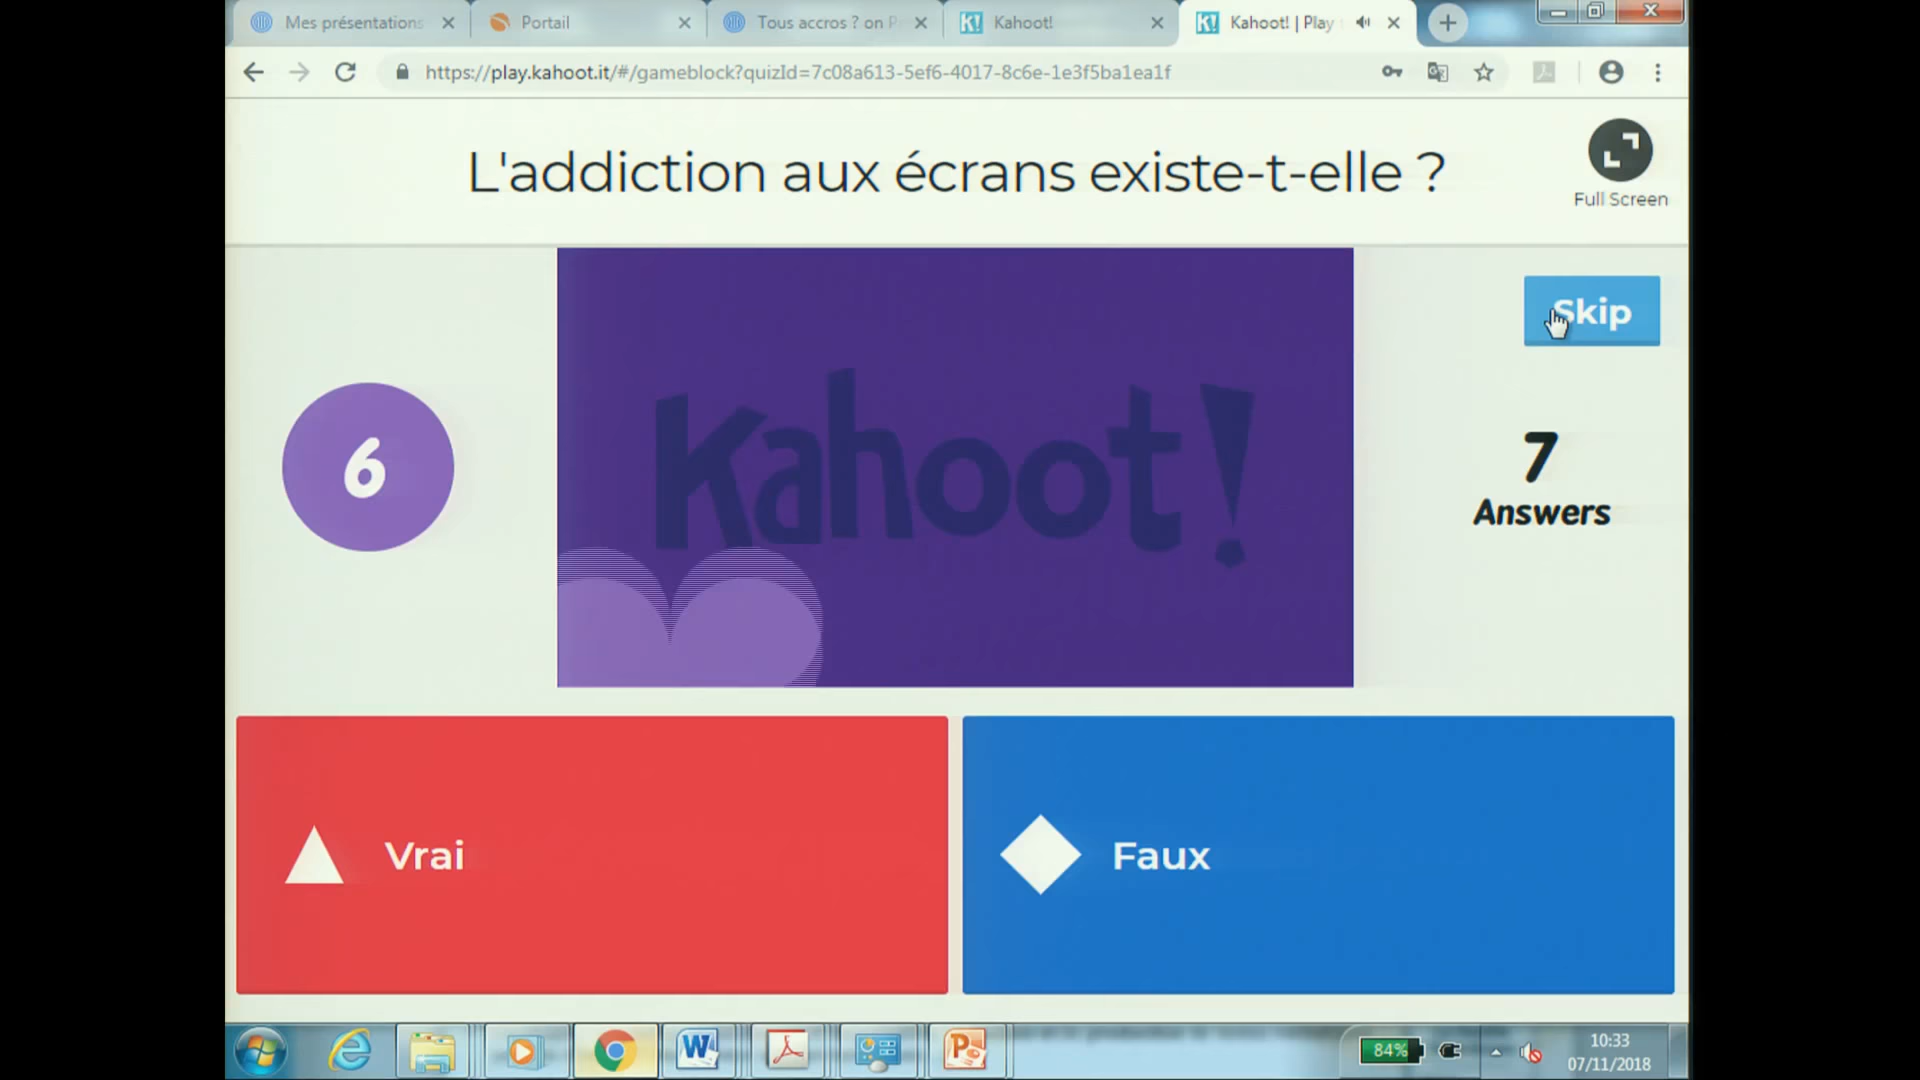 Mes présentations
Portail
Tous accros ? on P
Kahoot!
Kahoot! | Play
https://play.kahoot.it/#/gameblock?quizId=7c08a613-5ef6-4017-8c6e-1e3f5ba1ea1f
L'addiction aux écrans existe-t-elle ?
Full Screen
Skip
Kahoot!
6
7
Answers
Vrai
Faux
84%
10:33
07/11/2018